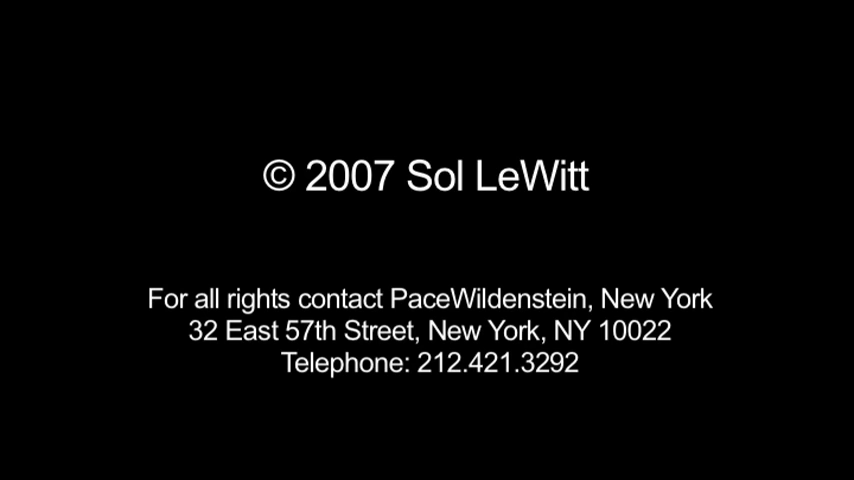 © 2007 Sol LeWitt
For all rights contact PaceWildenstein, New York
32 East 57th Street, New York, NY 10022
Telephone: 212.421.3292